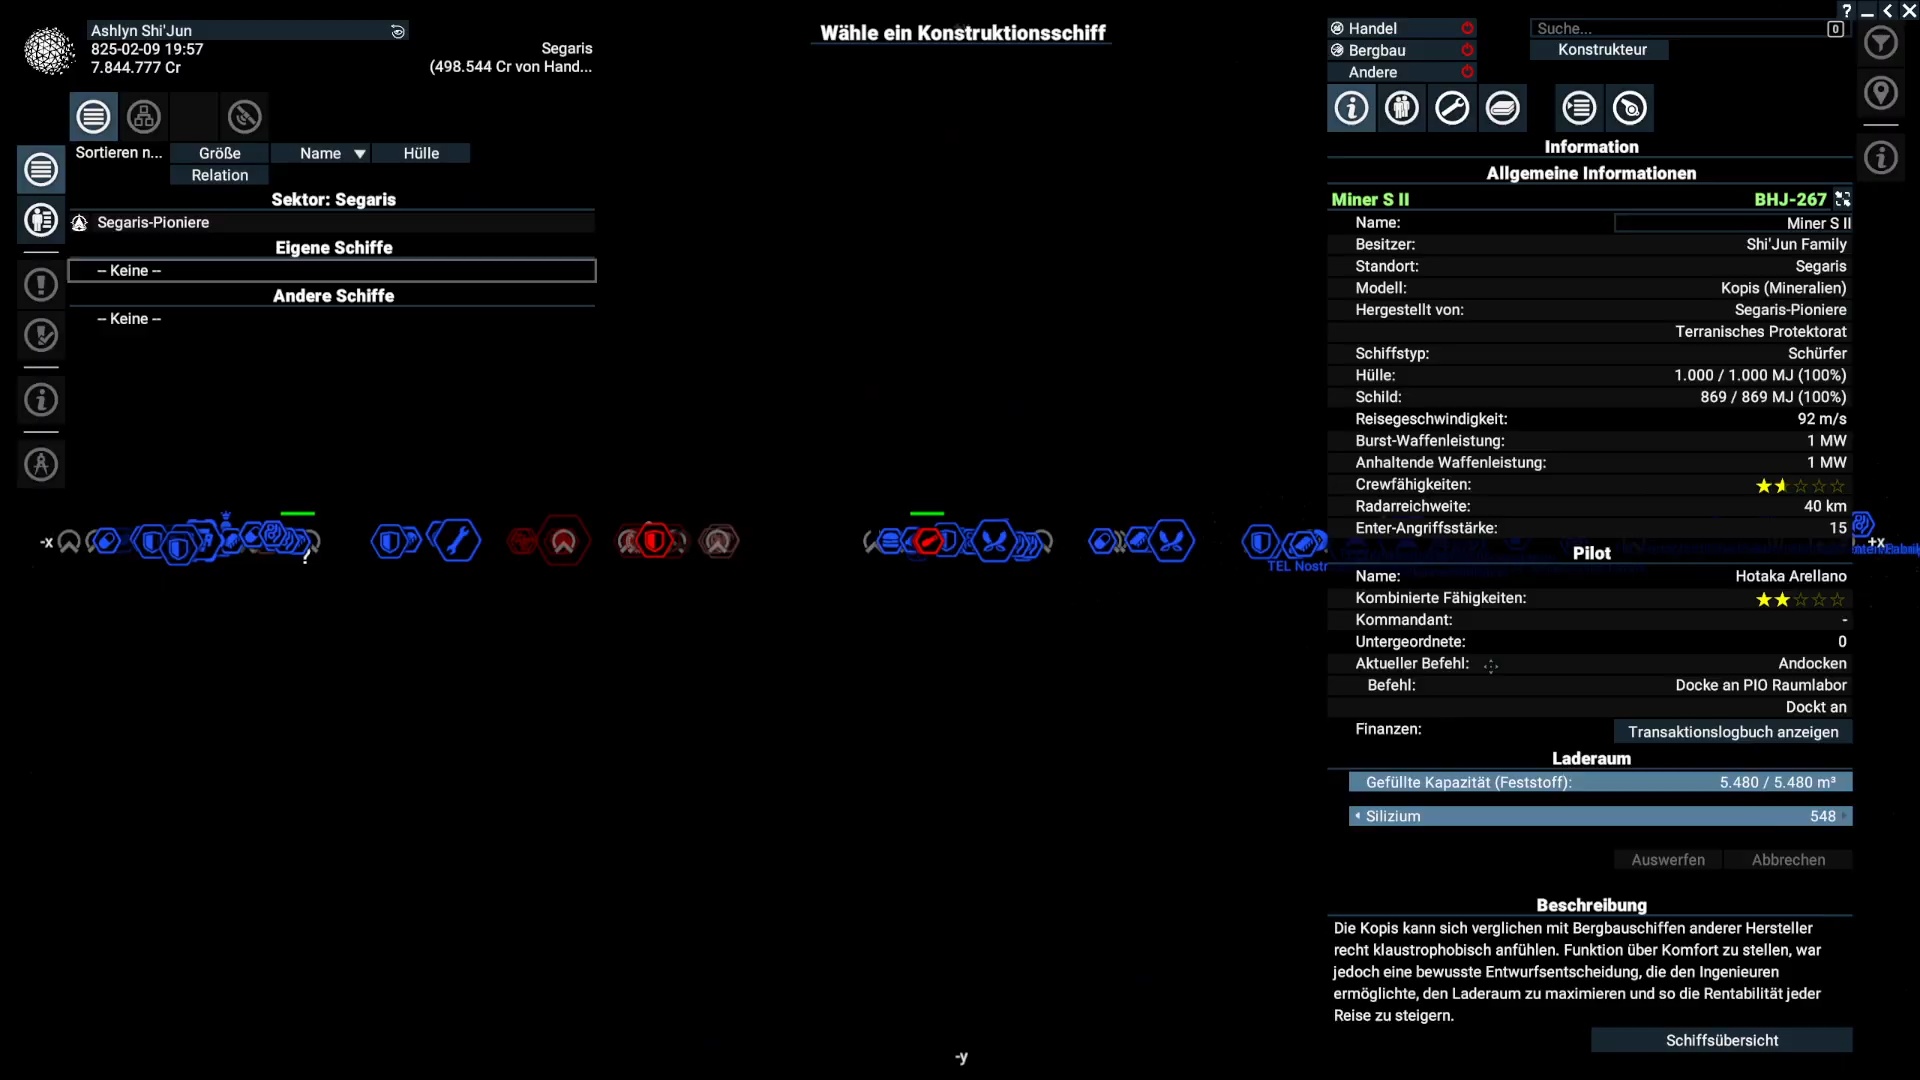 Ashlyn Shi'Jun
825-02-09 19:57
7.844.777 Cr
Segaris
(498.544 Cr von Hand...
Wähle ein Konstruktionsschiff
Handel
Bergbau
Andere
Suche...
0
Konstrukteur
?
Sortieren n...
Größe
Name
Hülle
Relation
Sektor: Segaris
Segaris-Pioniere
Eigene Schiffe
-- Keine --
Andere Schiffe
-- Keine --
-x
?
TEL Nostr
+x
-y
Information
Allgemeine Informationen
Miner S II BHJ-267
Name: Miner S II
Besitzer: Shi'Jun Family
Standort: Segaris
Modell: Kopis (Mineralien)
Hergestellt von: Segaris-Pioniere
Terranisches Protektorat
Schiffstyp: Schürfer
Hülle: 1.000 / 1.000 MJ (100%)
Schild: 869 / 869 MJ (100%)
Reisegeschwindigkeit: 92 m/s
Burst-Waffenleistung: 1 MW
Anhaltende Waffenleistung: 1 MW
Crewfähigkeiten:
Radarreichweite: 40 km
Enter-Angriffsstärke: 15
Pilot
Name: Hotaka Arellano
Kombinierte Fähigkeiten:
Kommandant: -
Untergeordnete: 0
Aktueller Befehl: Andocken
Befehl: Docke an PIO Raumlabor
Dockt an
Finanzen: Transaktionslogbuch anzeigen
Laderaum
Gefüllte Kapazität (Feststoff): 5.480 / 5.480 m³
Silizium 548
Auswerfen Abbrechen
Beschreibung
Die Kopis kann sich verglichen mit Bergbauschiffen anderer Hersteller
recht klaustrophobisch anfühlen. Funktion über Komfort zu stellen, war
jedoch eine bewusste Entwurfsentscheidung, die den Ingenieuren
ermöglichte, den Laderaum zu maximieren und so die Rentabilität jeder
Reise zu steigern.
Schiffsübersicht